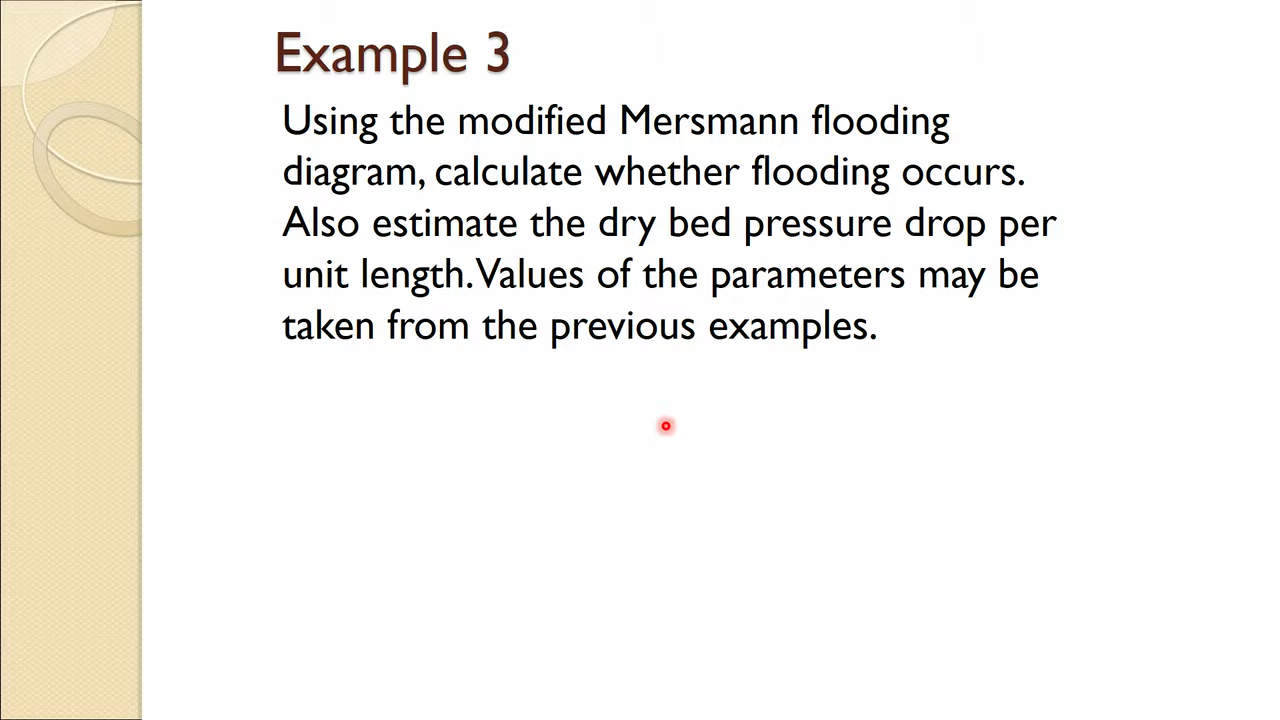 Example 3
Using the modified Mersmann flooding
diagram, calculate whether flooding occurs.
Also estimate the dry bed pressure drop per
unit length. Values of the parameters may be
taken from the previous examples.